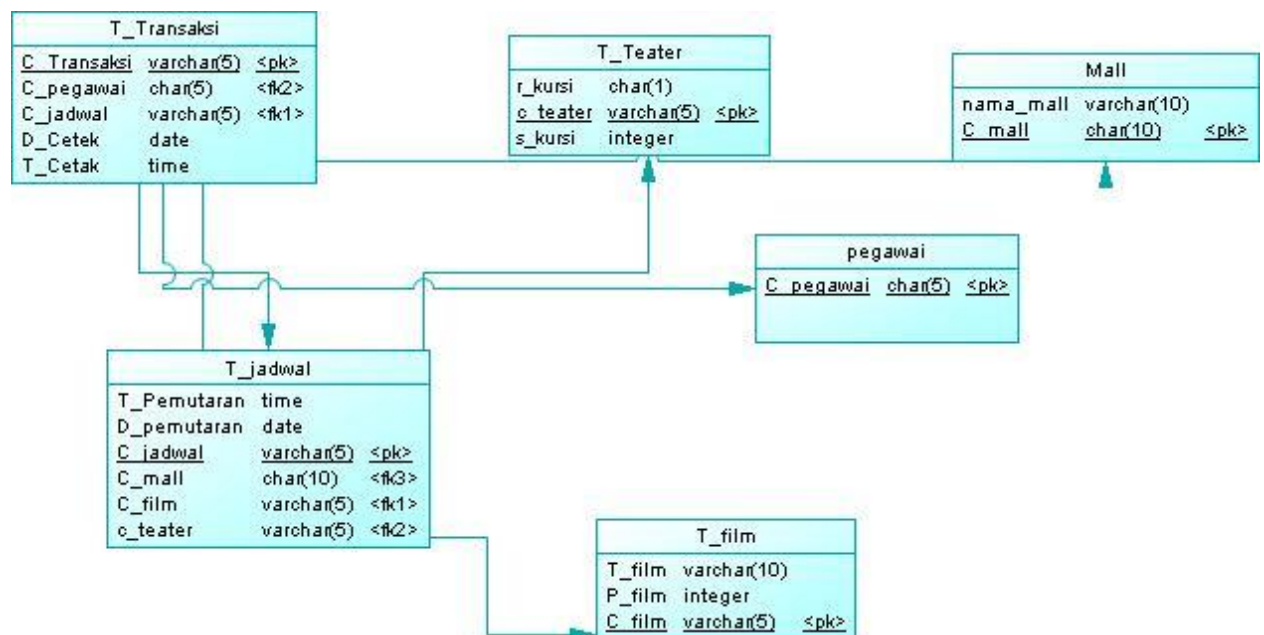 T_Transaksi
C_Transaksi varchar(5) <pk>
C_pegawai char(5) <fk2>
C_jadwal varchar(5) <fk1>
D_Cetek date
T_Cetak time
T_Teater
r_kursi char(1)
c_teater varchar(5) <pk>
s_kursi integer
Mall
nama_mall varchar(10)
C_mall char(10) <pk>
pegawai
C_pegawai char(5) <pk>
T_jadwal
T_Pemutaran time
D_pemutaran date
C_jadwal varchar(5) <pk>
C_mall char(10) <fk3>
C_film varchar(5) <fk1>
c_teater varchar(5) <fk2>
T_film
T_film varchar(10)
P_film integer
C_film varchar(5) <pk>